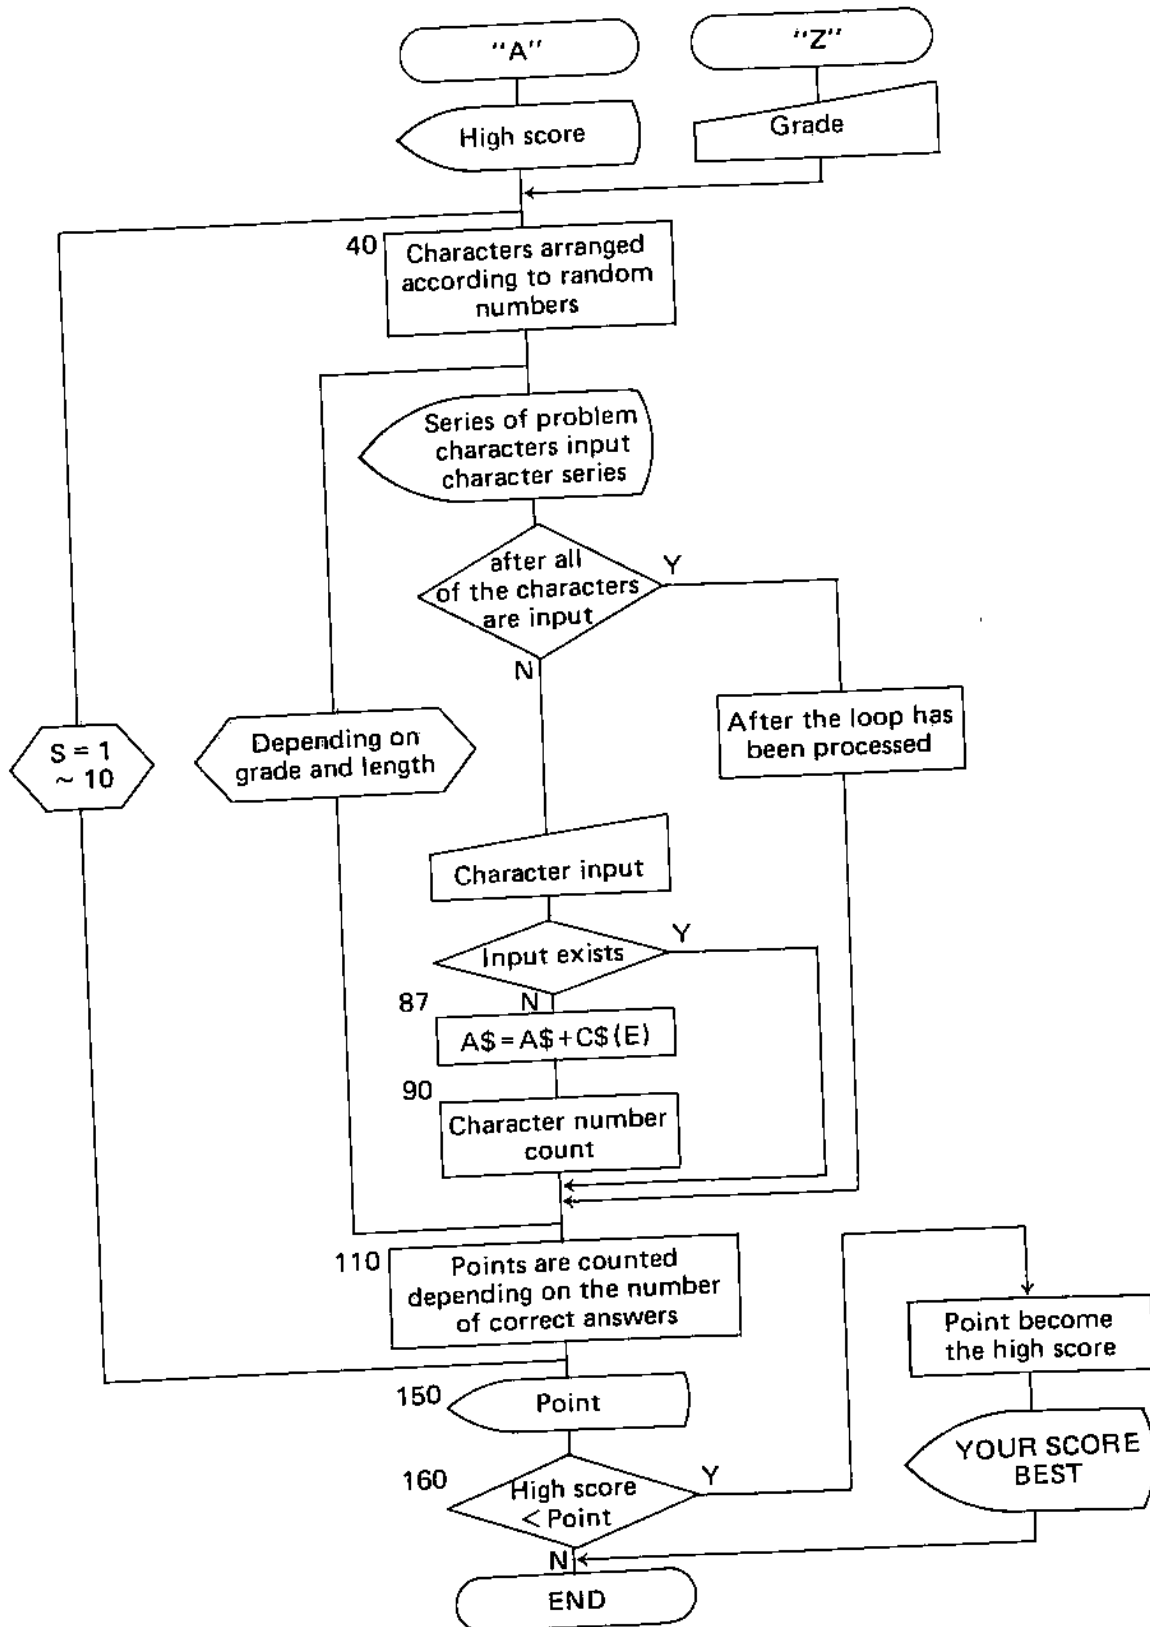 "A"
"Z"
High score
Grade
40
Characters arranged
according to random
numbers
Series of problem
characters input
character series
after all
of the characters
are input
Y
N
S = 1
~ 10
Depending on
grade and length
After the loop has
been processed
Character input
Input exists
Y
N
87
A$ = A$ + C$ (E)
90
Character number
count
110
Points are counted
depending on the number
of correct answers
Point become
the high score
150
Point
YOUR SCORE
BEST
160
High score
< Point
Y
N
END